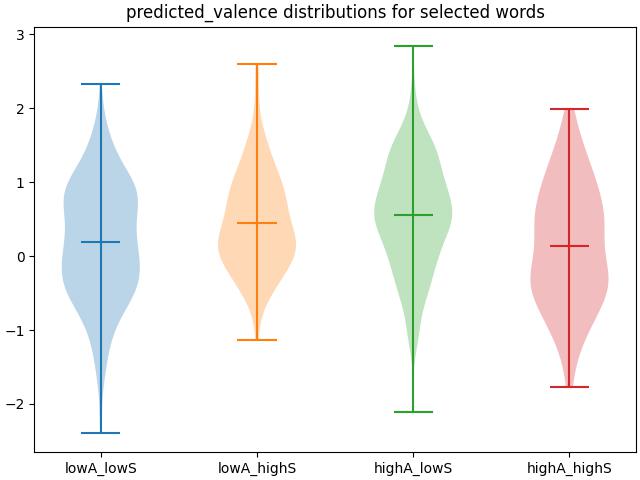 predicted_valence distributions for selected words
3
2
1
0
−1
−2
lowA_lowS
lowA_highS
highA_lowS
highA_highS